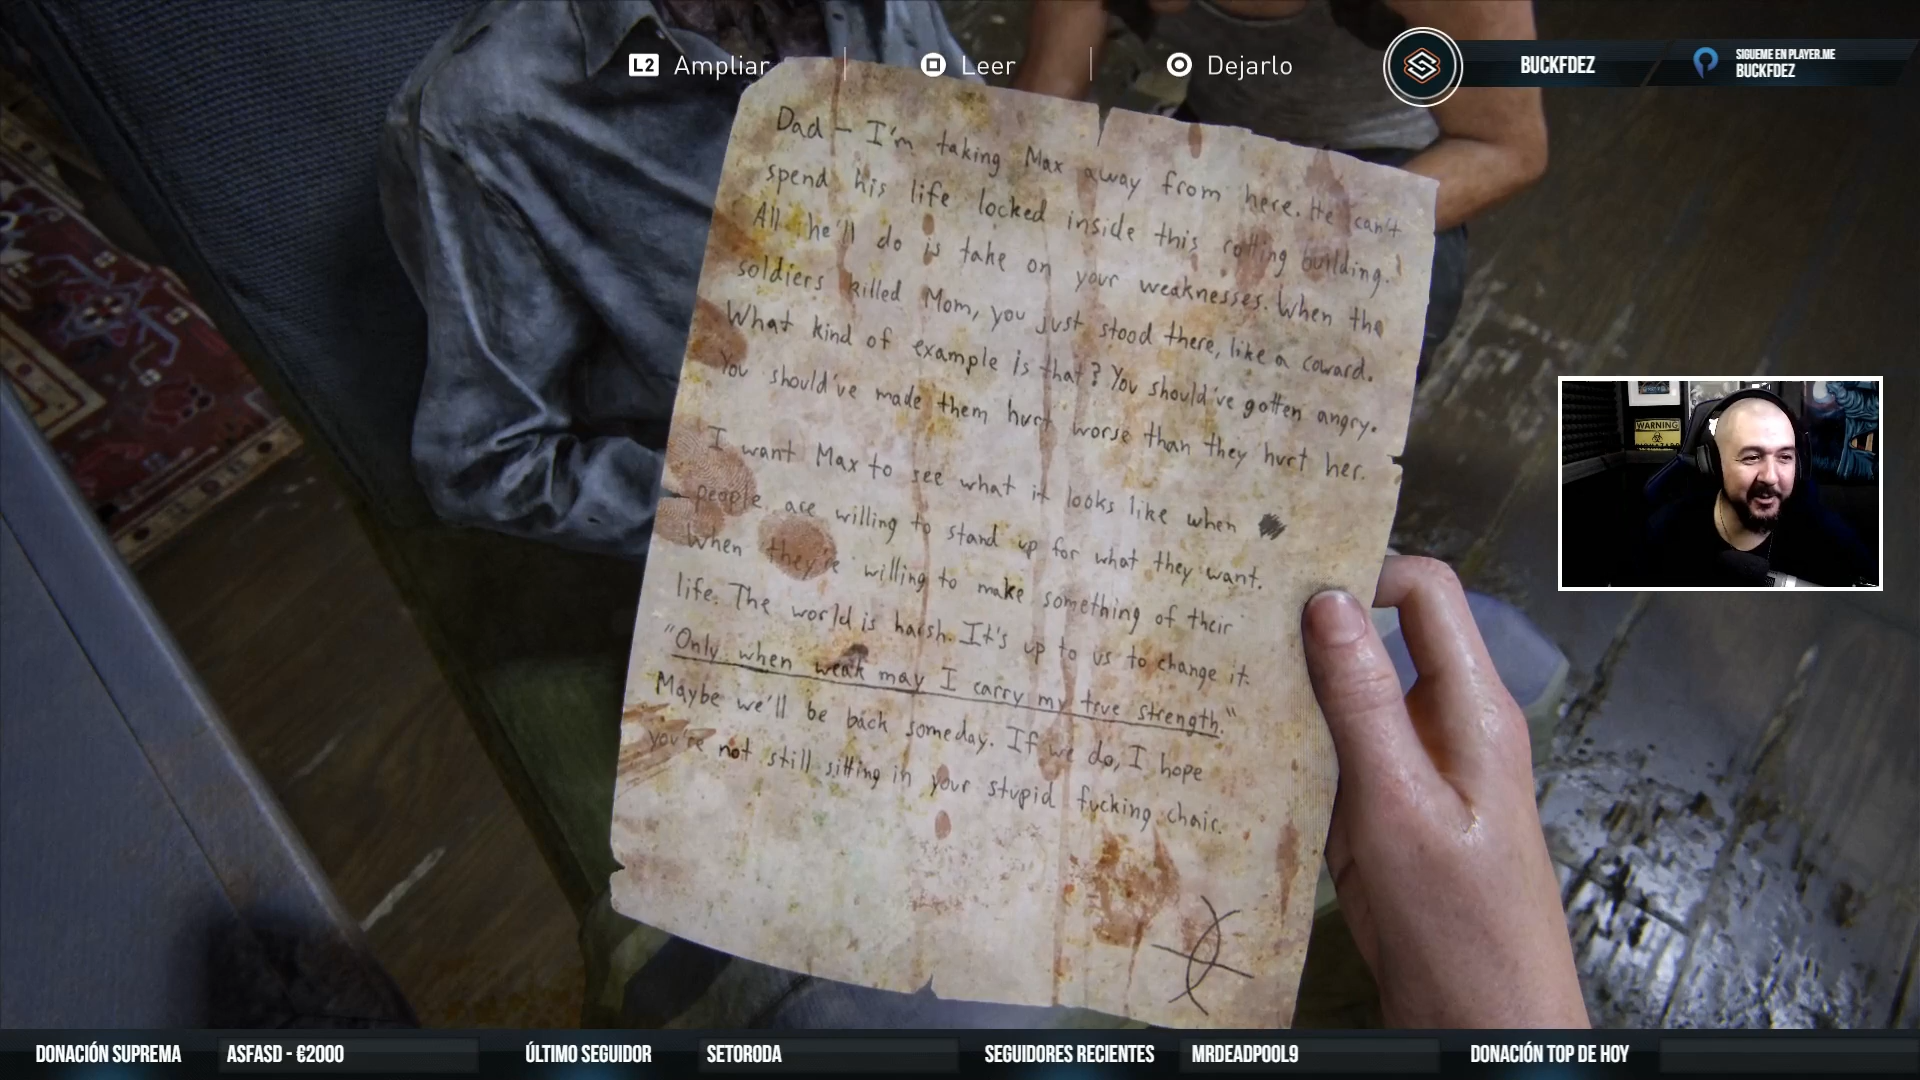 L2 Ampliar
Leer
Dejarlo
BUCKFDEZ
SIGUEME EN PLAYER.ME
BUCKFDEZ
Dad - I'm taking Max away from here. He can't
spend his life locked inside this rotting building.
All he'll do is take on your weaknesses. When the
soldiers killed Mom, you just stood there, like a coward.
What kind of example is that? You should've gotten angry.
You should've made them hurt worse than they hurt her.
I want Max to see what it looks like when
people are willing to stand up for what they want.
When they're willing to make something of their
life. The world is harsh. It's up to us to change it.
"Only when weak may I carry my true strength."
Maybe we'll be back someday. If we do, I hope
you're not still sitting in your stupid fucking chair.
WARNING
DONACIÓN SUPREMA
ASFASD - €2000
ÚLTIMO SEGUIDOR
SETORODA
SEGUIDORES RECIENTES
MRDEADPOOL9
DONACIÓN TOP DE HOY